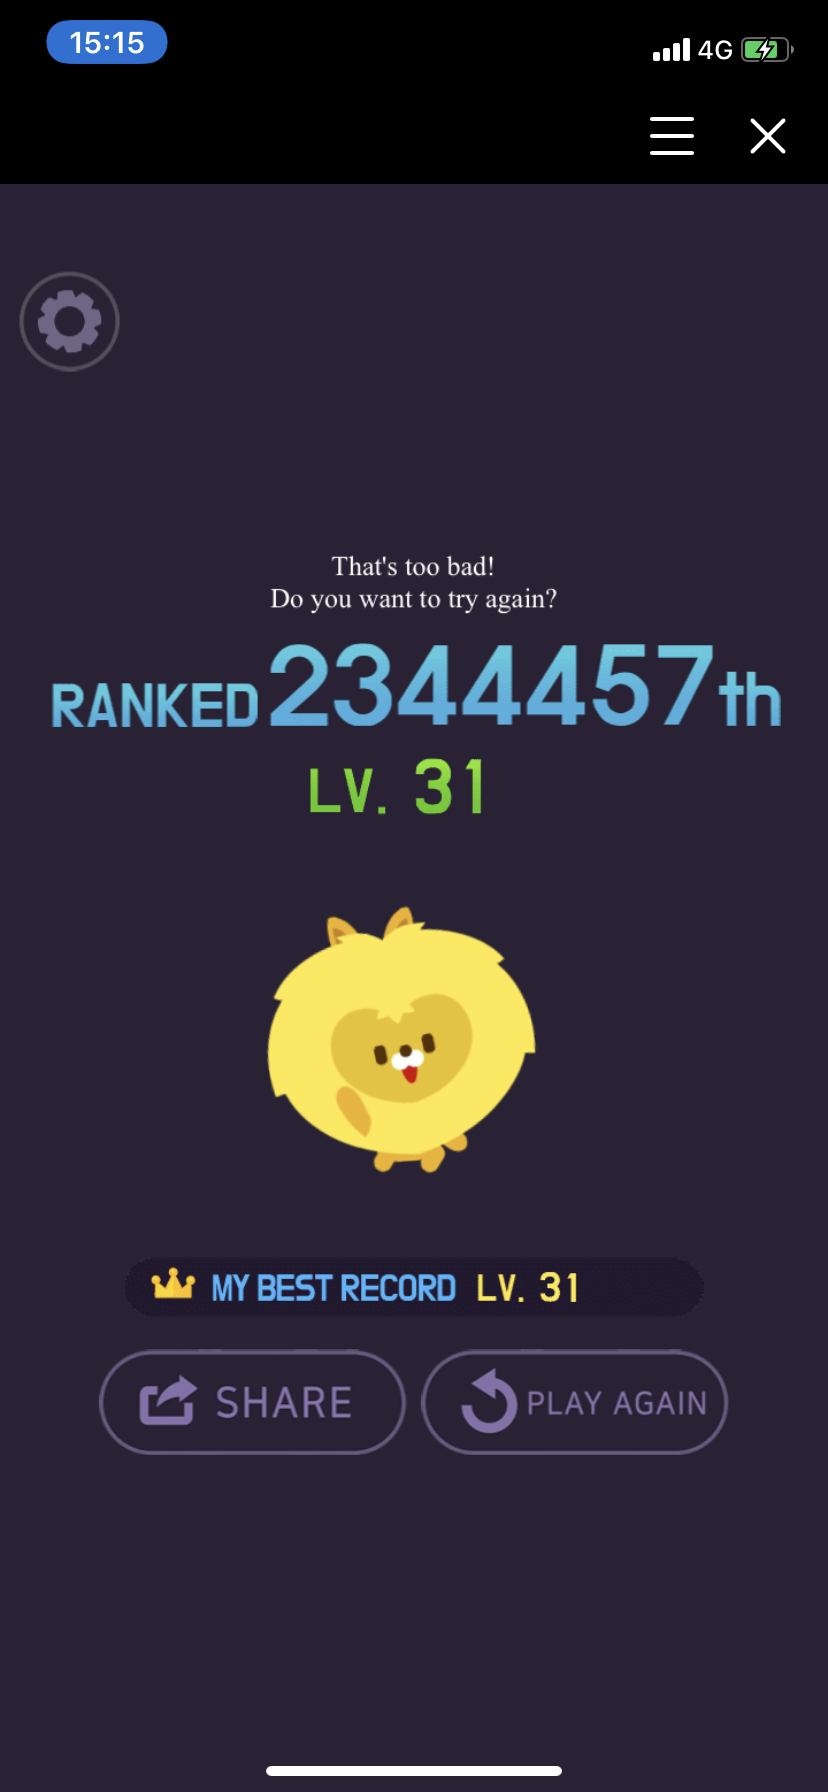 15:15
4G
That's too bad!
Do you want to try again?
RANKED 2344457th
LV. 31
MY BEST RECORD LV. 31
SHARE
PLAY AGAIN